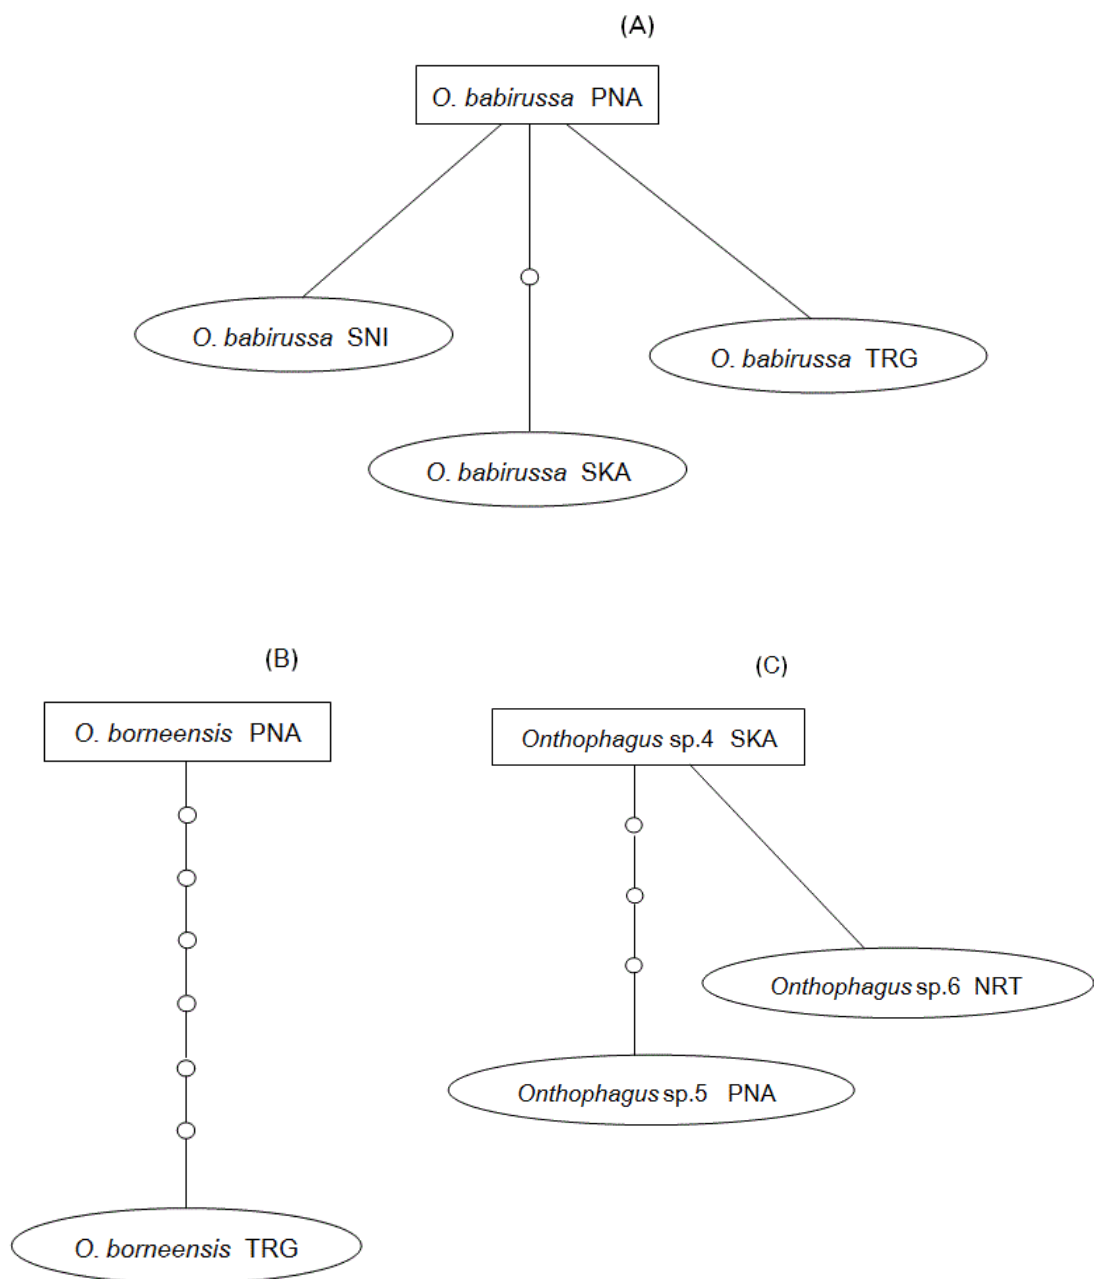 (A)
O. babirussa PNA
O. babirussa SNI
O. babirussa TRG
O. babirussa SKA
(B)
(C)
O. borneensis PNA
Onthophagus sp.4 SKA
Onthophagus sp.6 NRT
Onthophagus sp.5 PNA
O. borneensis TRG